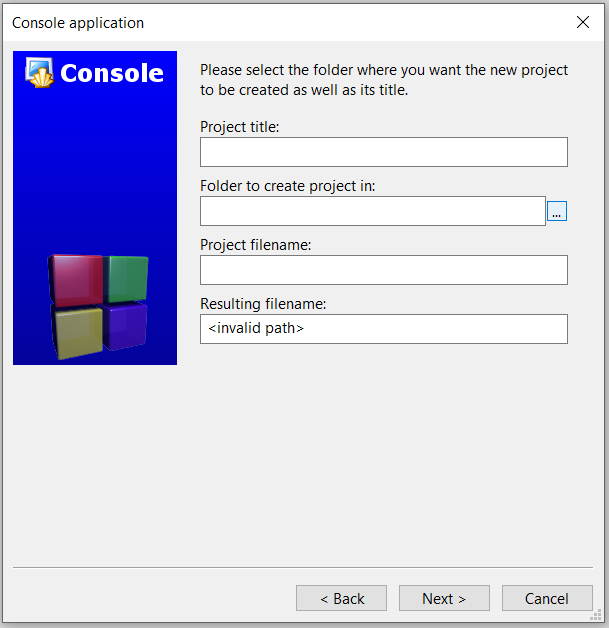 Console application
Console
Please select the folder where you want the new project
to be created as well as its title.
Project title:
Folder to create project in:
...
Project filename:
Resulting filename:
<invalid path>
< Back
Next >
Cancel